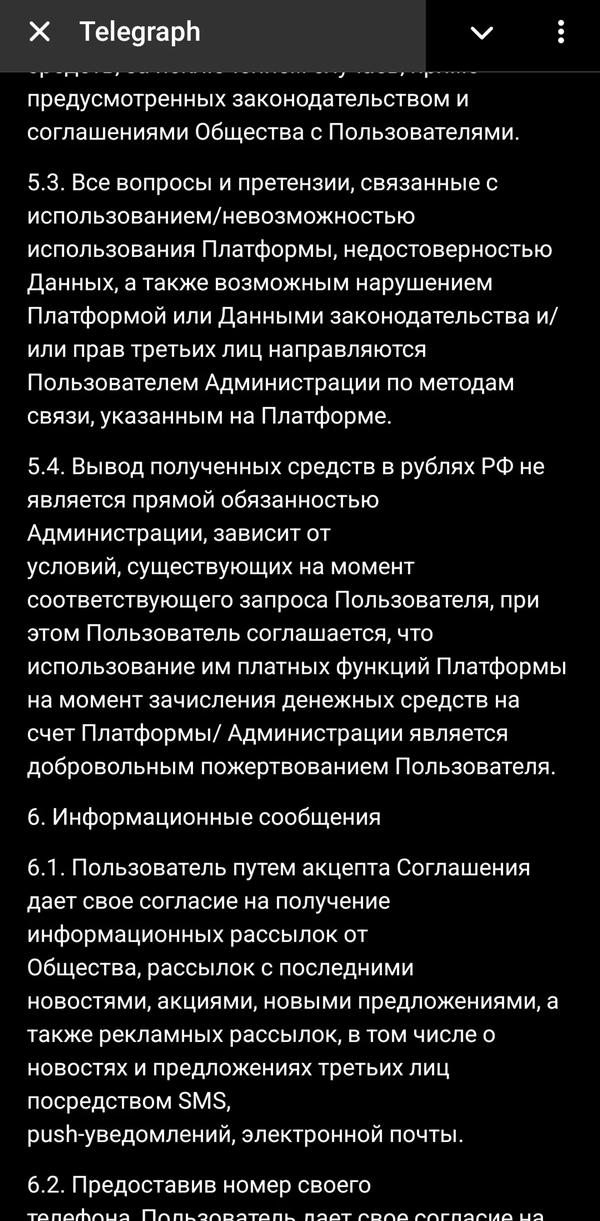 Telegraph
предусмотренных законодательством и
соглашениями Общества с Пользователями.
5.3. Все вопросы и претензии, связанные с
использованием/невозможностью
использования Платформы, недостоверностью
Данных, а также возможным нарушением
Платформой или Данными законодательства и/
или прав третьих лиц направляются
Пользователем Администрации по методам
связи, указанным на Платформе.
5.4. Вывод полученных средств в рублях РФ не
является прямой обязанностью
Администрации, зависит от
условий, существующих на момент
соответствующего запроса Пользователя, при
этом Пользователь соглашается, что
использование им платных функций Платформы
на момент зачисления денежных средств на
счет Платформы/ Администрации является
добровольным пожертвованием Пользователя.
6. Информационные сообщения
6.1. Пользователь путем акцепта Соглашения
дает свое согласие на получение
информационных рассылок от
Общества, рассылок с последними
новостями, акциями, новыми предложениями, а
также рекламных рассылок, в том числе о
новостях и предложениях третьих лиц
посредством SMS,
push-уведомлений, электронной почты.
6.2. Предоставив номер своего
телефона, Пользователь дает свое согласие на